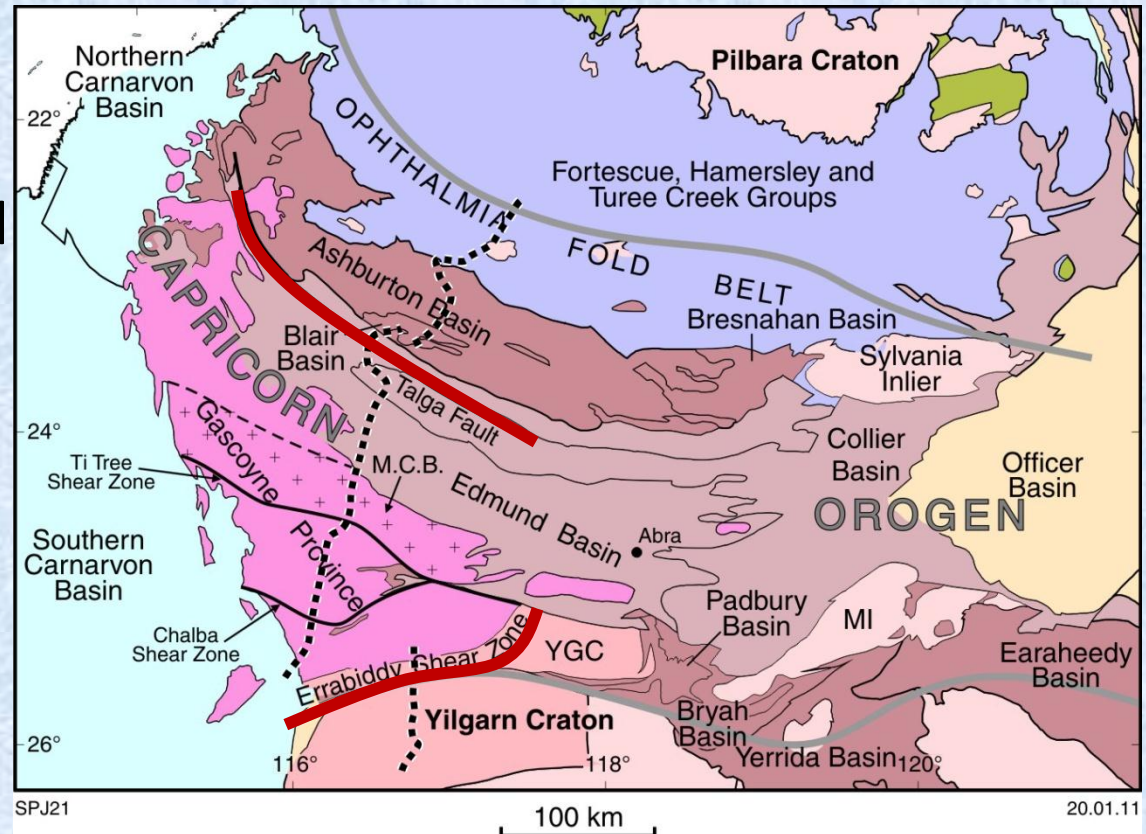 Northern
Carnarvon
Basin
Pilbara Craton
22°
OPHTHALMIA
FOLD
BELT
Fortescue, Hamersley and
Turee Creek Groups
CAPRICORN
Ashburton Basin
Bresnahan Basin
Blair
Basin
Sylvania
Inlier
Talga Fault
24°
Gascoyne
Province
Collier
Basin
Officer
Basin
Ti Tree
Shear Zone
M.C.B.
Edmund Basin
OROGEN
Abra
Southern
Carnarvon
Basin
Padbury
Basin
MI
Chalba
Shear Zone
YGC
Earaheedy
Basin
Errabiddy Shear Zone
Yilgarn Craton
Bryah
Basin
26°
Yerrida Basin
116°
118°
120°
SPJ21
100 km
20.01.11